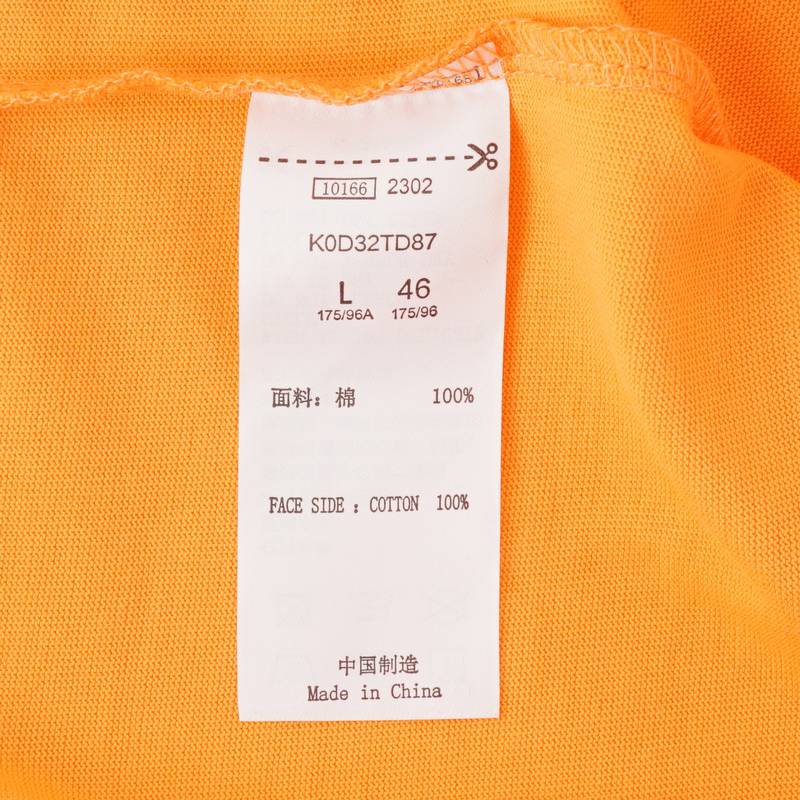 10166 2302
K0D32TD87
L 46
175/96A 175/96
面料：棉 100%
FACE SIDE : COTTON 100%
中国制造
Made in China